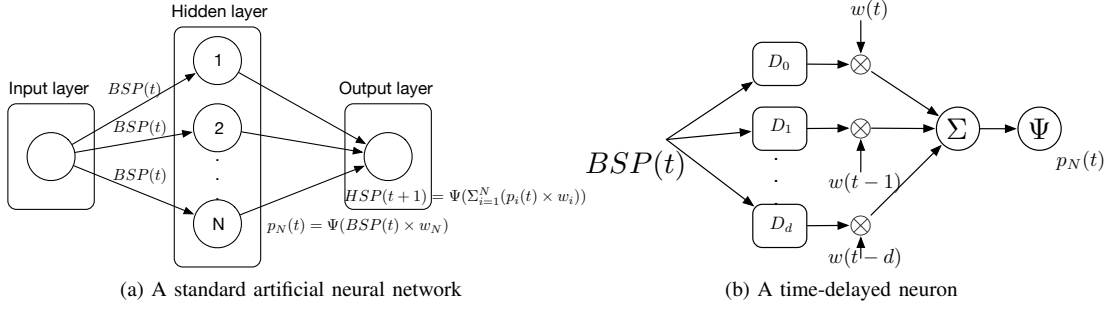 Hidden layer
Input layer
Output layer
1
2
.
.
.
N
BSP(t)
BSP(t)
BSP(t)
HSP(t+1) = Ψ(Σ_{i=1}^{N}(p_i(t) × w_i))
p_N(t) = Ψ(BSP(t) × w_N)
(a) A standard artificial neural network
w(t)
D_0
D_1
BSP(t)
w(t − 1)
.
.
.
D_d
w(t − d)
Σ
Ψ
p_N(t)
(b) A time-delayed neuron